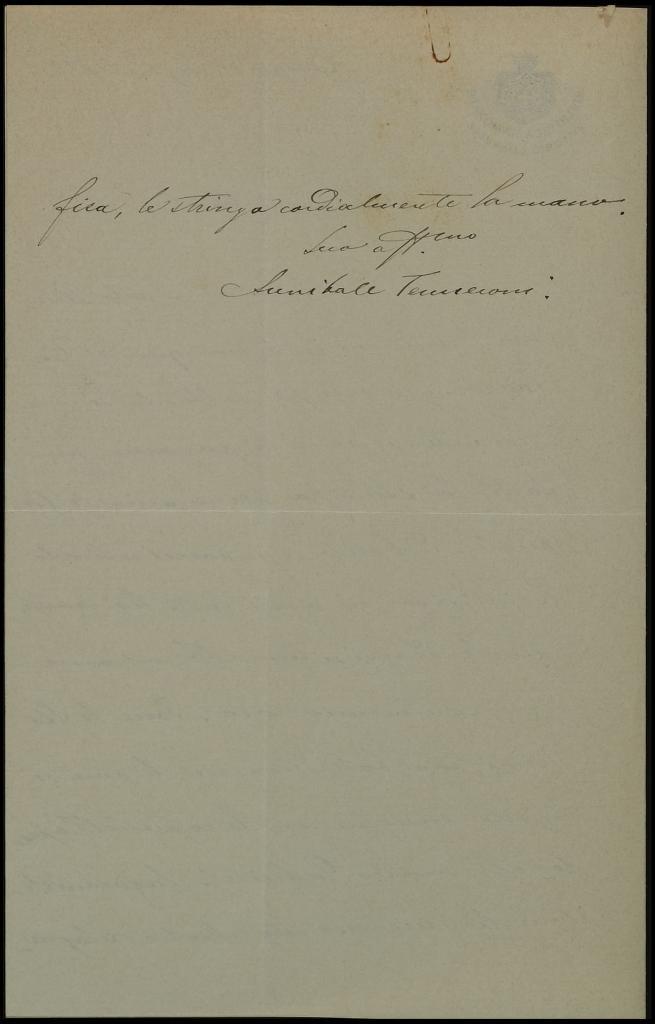 fica, le stringo cordialmente la mano.
Suo aff.mo
Annibale Tenneroni.